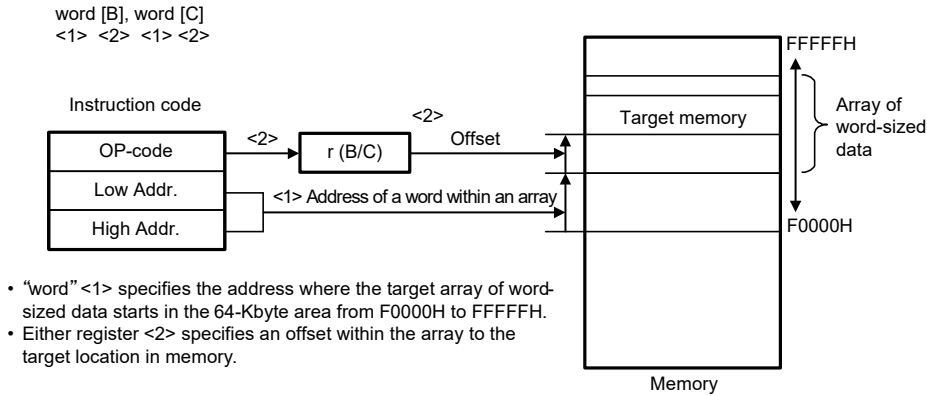 word [B], word [C]
<1> <2> <1> <2>
FFFFFH
Instruction code
<2>
<2>
Offset
Target memory
Array of
word-sized
data
OP-code
r (B/C)
Low Addr.
<1> Address of a word within an array
High Addr.
F0000H
• “word” <1> specifies the address where the target array of word-
sized data starts in the 64-Kbyte area from F0000H to FFFFFH.
• Either register <2> specifies an offset within the array to the
target location in memory.
Memory